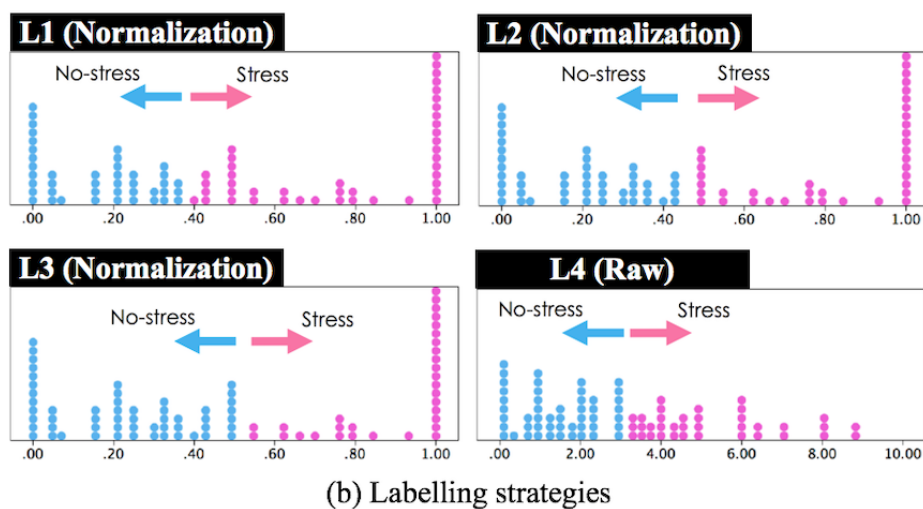 L1 (Normalization)
No-stress Stress
.00 .20 .40 .60 .80 1.00
L2 (Normalization)
No-stress Stress
.00 .20 .40 .60 .80 1.00
L3 (Normalization)
No-stress Stress
.00 .20 .40 .60 .80 1.00
L4 (Raw)
No-stress Stress
.00 2.00 4.00 6.00 8.00 10.00
(b) Labelling strategies